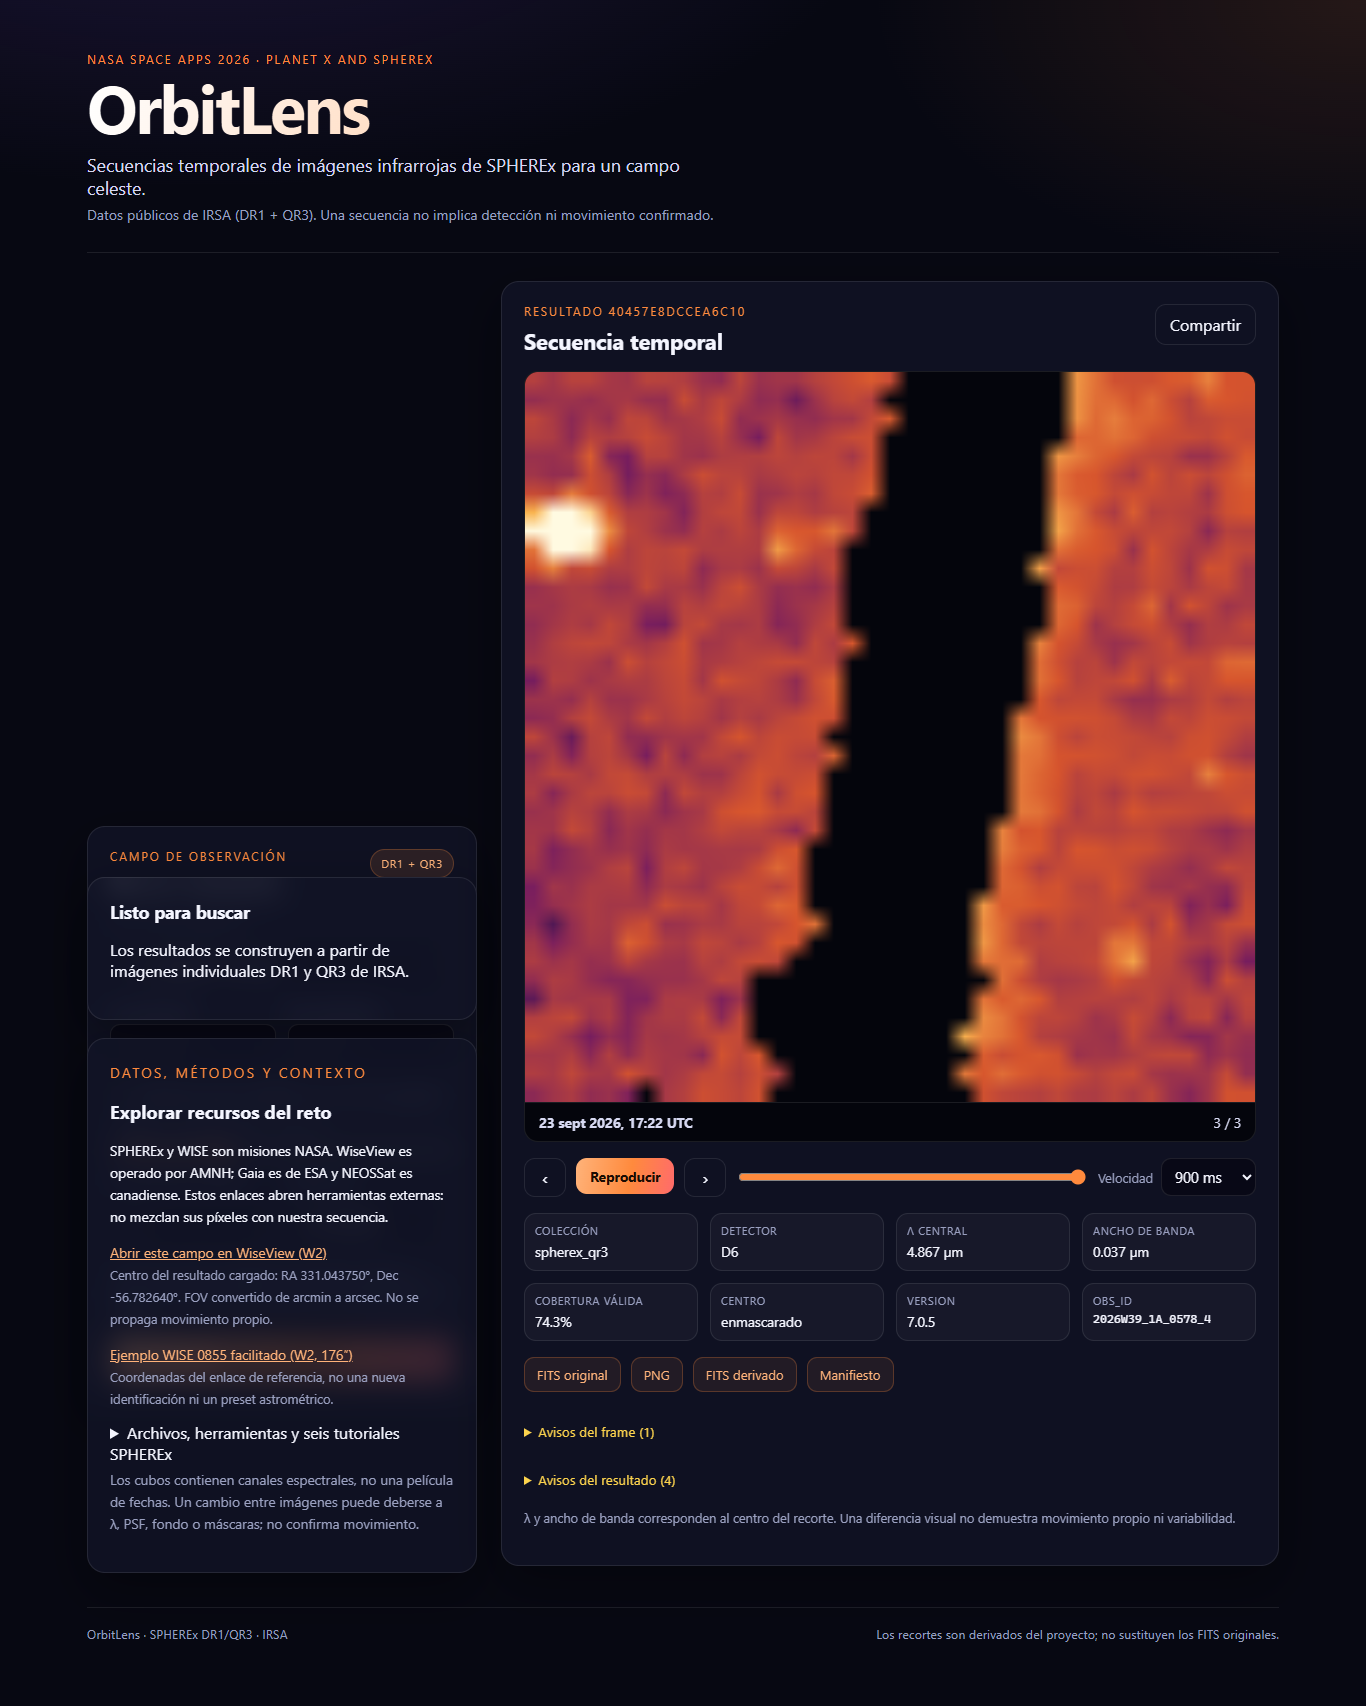 NASA SPACE APPS 2026 · PLANET X AND SPHEREX
OrbitLens
Secuencias temporales de imágenes infrarrojas de SPHEREx para un campo
celeste.
Datos públicos de IRSA (DR1 + QR3). Una secuencia no implica detección ni movimiento confirmado.
CAMPO DE OBSERVACIÓN
DR1 + QR3
Listo para buscar
Los resultados se construyen a partir de
imágenes individuales DR1 y QR3 de IRSA.
DATOS, MÉTODOS Y CONTEXTO
Explorar recursos del reto
SPHEREx y WISE son misiones NASA. WiseView es
operado por AMNH; Gaia es de ESA y NEOSSat es
canadiense. Estos enlaces abren herramientas externas:
no mezclan sus píxeles con nuestra secuencia.
Abrir este campo en WiseView (W2)
Centro del resultado cargado: RA 331.043750°, Dec
-56.782640°. FOV convertido de arcmin a arcsec. No se
propaga movimiento propio.
Ejemplo WISE 0855 facilitado (W2, 176″)
Coordenadas del enlace de referencia, no una nueva
identificación ni un preset astrométrico.
▶ Archivos, herramientas y seis tutoriales
SPHEREx
Los cubos contienen canales espectrales, no una película
de fechas. Un cambio entre imágenes puede deberse a
λ, PSF, fondo o máscaras; no confirma movimiento.
RESULTADO 40457E8DCCEA6C10
Secuencia temporal
Compartir
23 sept 2026, 17:22 UTC
3 / 3
‹
Reproducir
›
Velocidad
900 ms
COLECCIÓN
spherex_qr3
DETECTOR
D6
Λ CENTRAL
4.867 µm
ANCHO DE BANDA
0.037 µm
COBERTURA VÁLIDA
74.3%
CENTRO
enmascarado
VERSION
7.0.5
OBS_ID
2026W39_1A_0578_4
FITS original
PNG
FITS derivado
Manifiesto
▶ Avisos del frame (1)
▶ Avisos del resultado (4)
λ y ancho de banda corresponden al centro del recorte. Una diferencia visual no demuestra movimiento propio ni variabilidad.
OrbitLens · SPHEREx DR1/QR3 · IRSA
Los recortes son derivados del proyecto; no sustituyen los FITS originales.